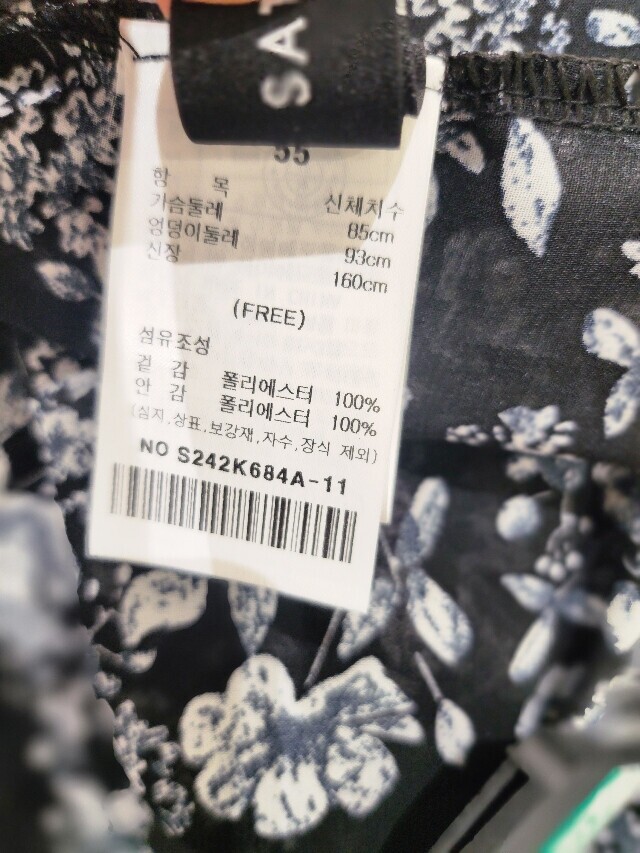 SA
55
항 목 신체치수
가슴둘레 85cm
엉덩이둘레 93cm
신장 160cm
(FREE)
섬유조성
겉 감 폴리에스터 100%
안 감 폴리에스터 100%
(심지,상표,보강재,자수,장식 제외)
NO S242K684A-11